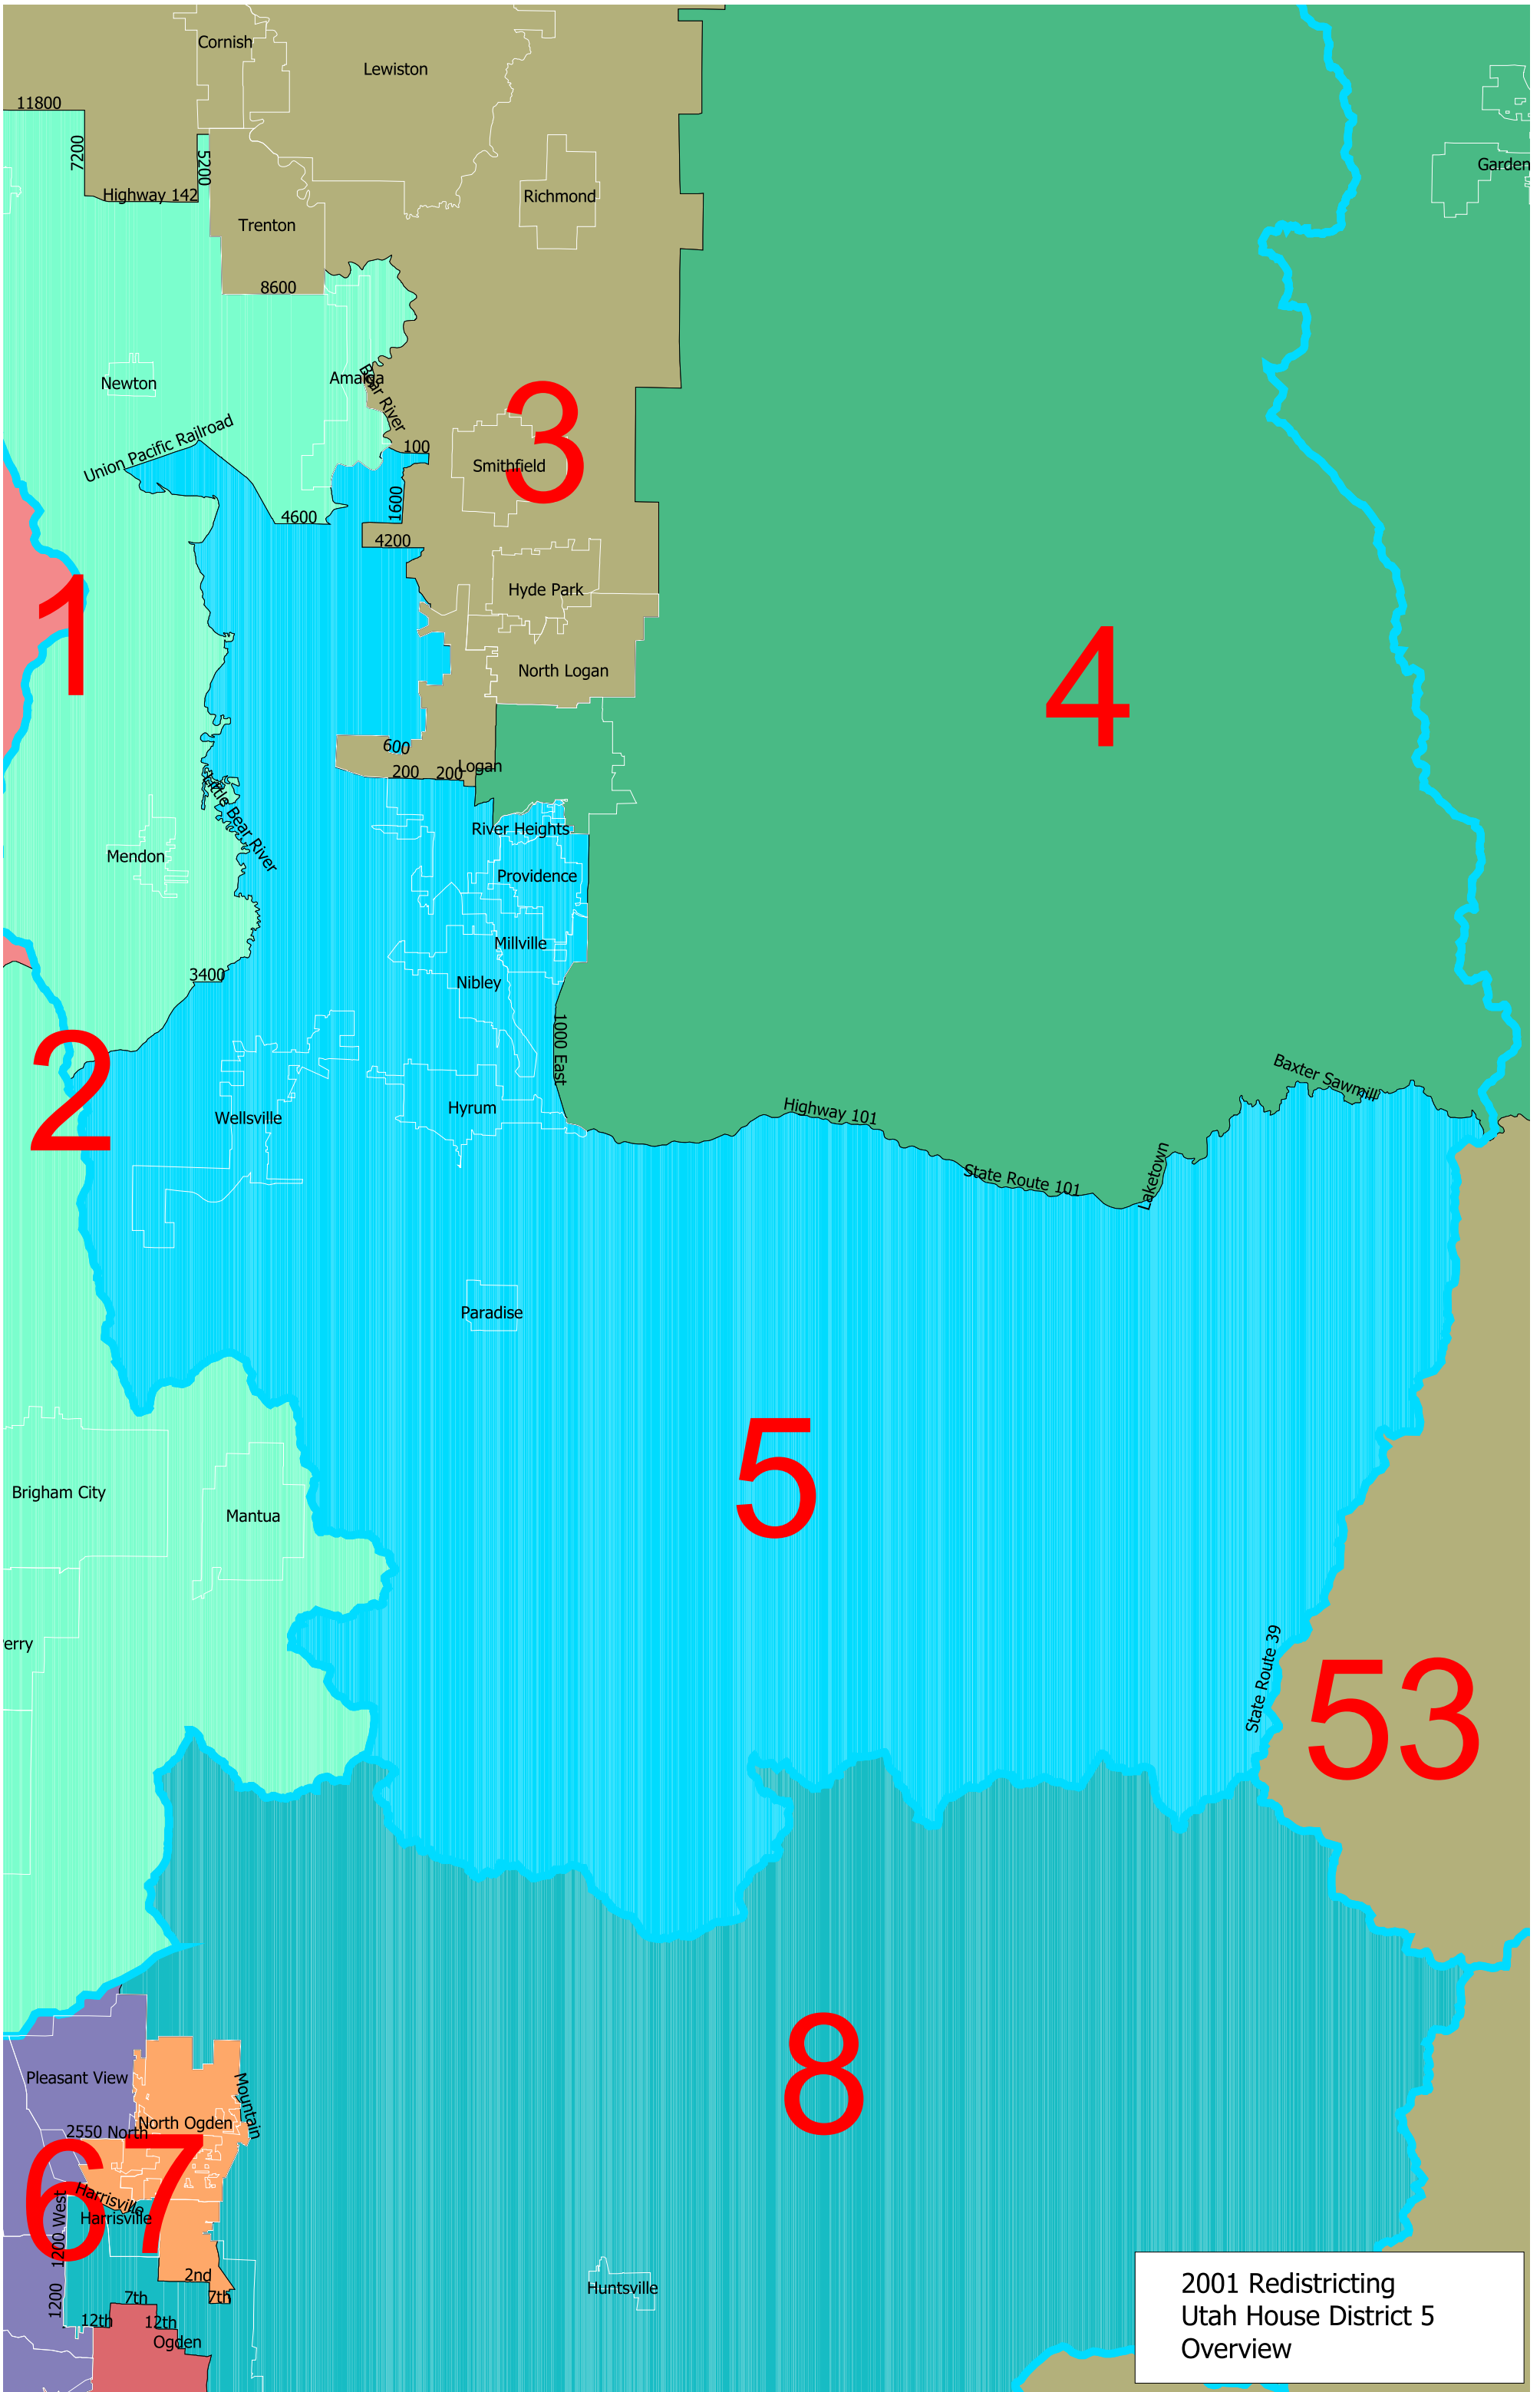 Cornish
Lewiston
11800
7200
5200
Highway 142
Richmond
Garden
Trenton
8600
Newton
Amalga
Bear River
3
Union Pacific Railroad
100
Smithfield
1600
4600
4200
1
Hyde Park
4
North Logan
600
Logan
200
200
Little Bear River
River Heights
Mendon
Providence
Millville
3400
Nibley
2
1000 East
Baxter Sawmill
Wellsville
Hyrum
Highway 101
State Route 101
Laketown
Paradise
5
Brigham City
Mantua
erry
State Route 39
53
8
Pleasant View
Mountain
North Ogden
2550 North
67
Harrisville
Harrisville
1200 West
2nd
7th
1200
7th
12th
12th
Ogden
Huntsville
2001 Redistricting
Utah House District 5
Overview